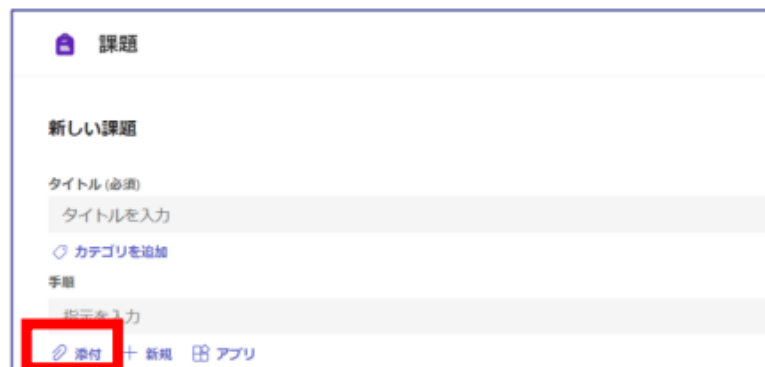 課題
新しい課題
タイトル (必須)
タイトルを入力
カテゴリを追加
手順
指示を入力
添付 新規 アプリ